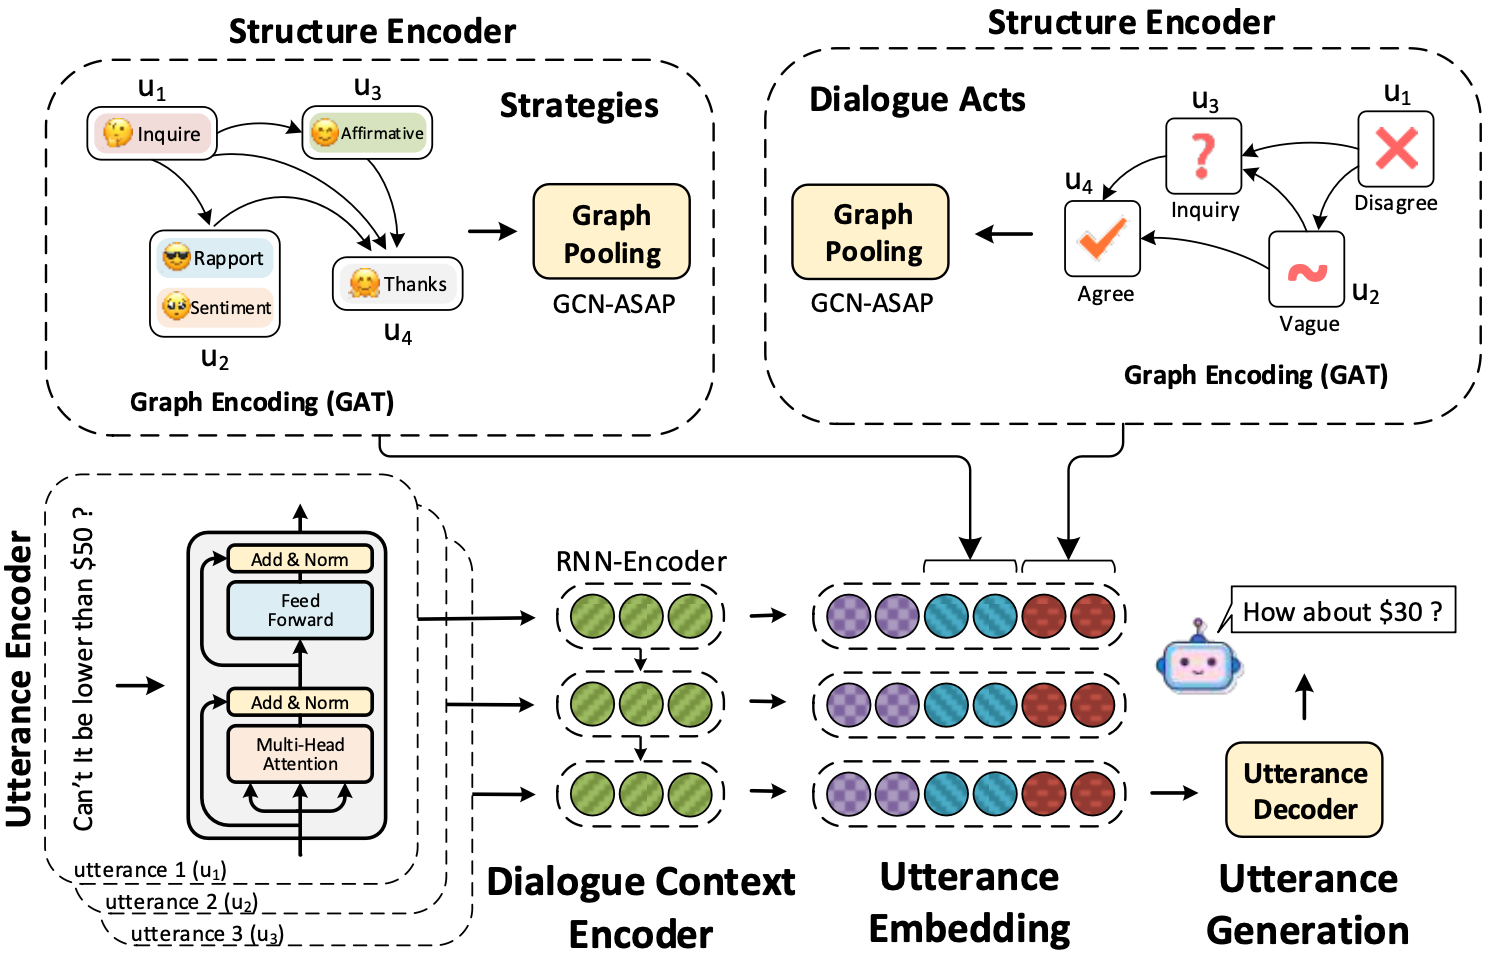 Structure Encoder
Strategies
u1
Inquire
u3
Affirmative
Rapport
Sentiment
u2
Thanks
u4
Graph
Pooling
GCN-ASAP
Graph Encoding (GAT)
Structure Encoder
Dialogue Acts
u3
u1
Inquiry
Disagree
u4
Agree
u2
Vague
Graph
Pooling
GCN-ASAP
Graph Encoding (GAT)
Utterance Encoder
Can't It be lower than $50 ?
Add & Norm
Feed
Forward
Add & Norm
Multi-Head
Attention
utterance 1 (u1)
utterance 2 (u2)
utterance 3 (u3)
RNN-Encoder
Dialogue Context
Encoder
Utterance
Embedding
How about $30 ?
Utterance
Decoder
Utterance
Generation